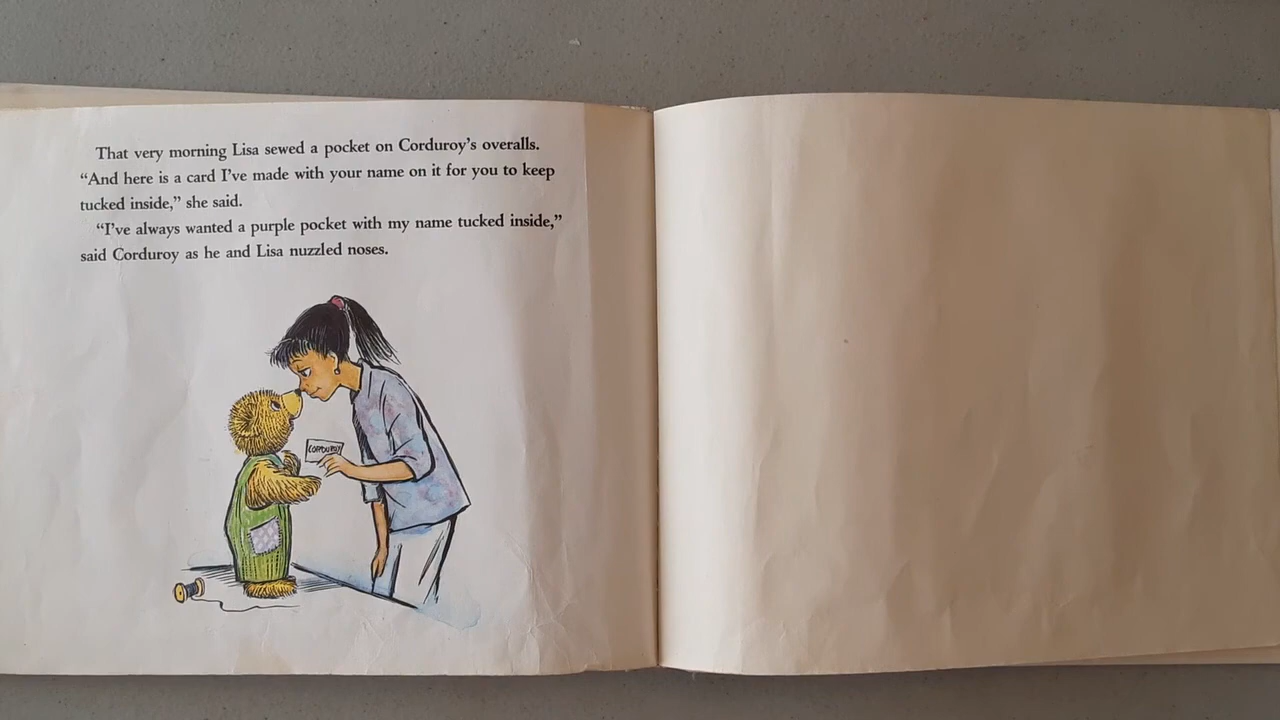 That very morning Lisa sewed a pocket on Corduroy’s overalls.
“And here is a card I’ve made with your name on it for you to keep
tucked inside,” she said.
“I’ve always wanted a purple pocket with my name tucked inside,”
said Corduroy as he and Lisa nuzzled noses.
CORDUROY